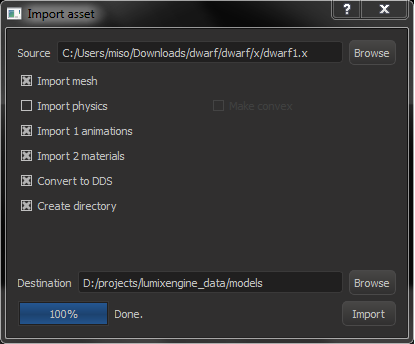 Import asset
Source C:/Users/miso/Downloads/dwarf/dwarf/x/dwarf1.x Browse
Import mesh
Import physics Make convex
Import 1 animations
Import 2 materials
Convert to DDS
Create directory
Destination D:/projects/lumixengine_data/models Browse
100% Done. Import